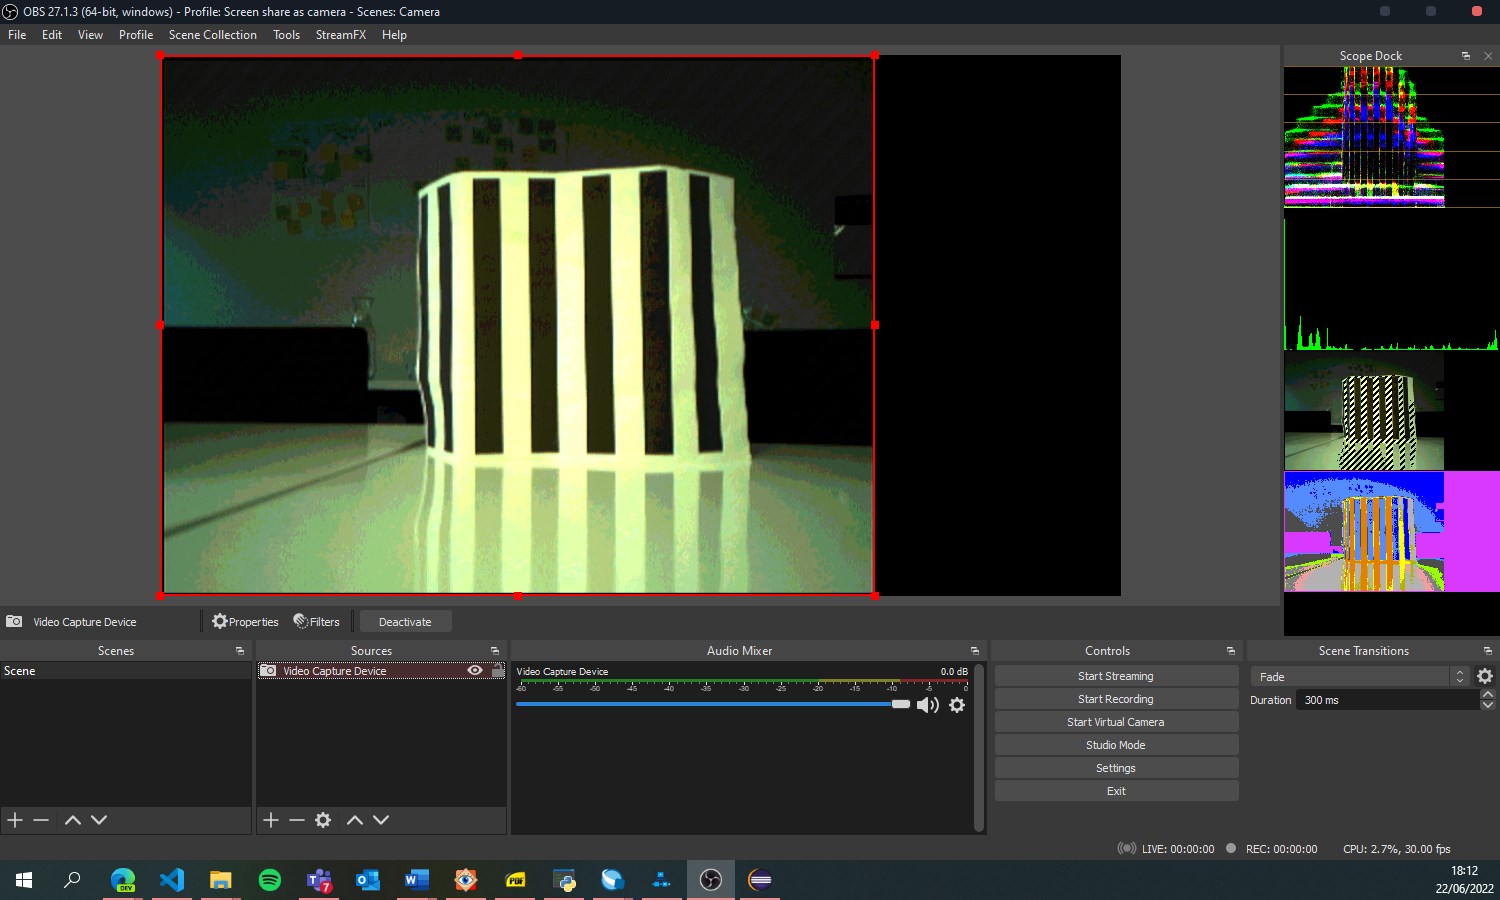 OBS 27.1.3 (64-bit, windows) - Profile: Screen share as camera - Scenes: Camera
File Edit View Profile Scene Collection Tools StreamFX Help
Scope Dock
Video Capture Device Properties Filters Deactivate
Scenes Sources Audio Mixer Controls Scene Transitions
Scene
Video Capture Device
Video Capture Device 0.0 dB
-60 -55 -50 -45 -40 -35 -30 -25 -20 -15 -10 -5 0
Start Streaming
Start Recording
Start Virtual Camera
Studio Mode
Settings
Exit
Fade
Duration 300 ms
LIVE: 00:00:00 REC: 00:00:00 CPU: 2.7%, 30.00 fps
DEV
7
PDF
18:12
22/06/2022